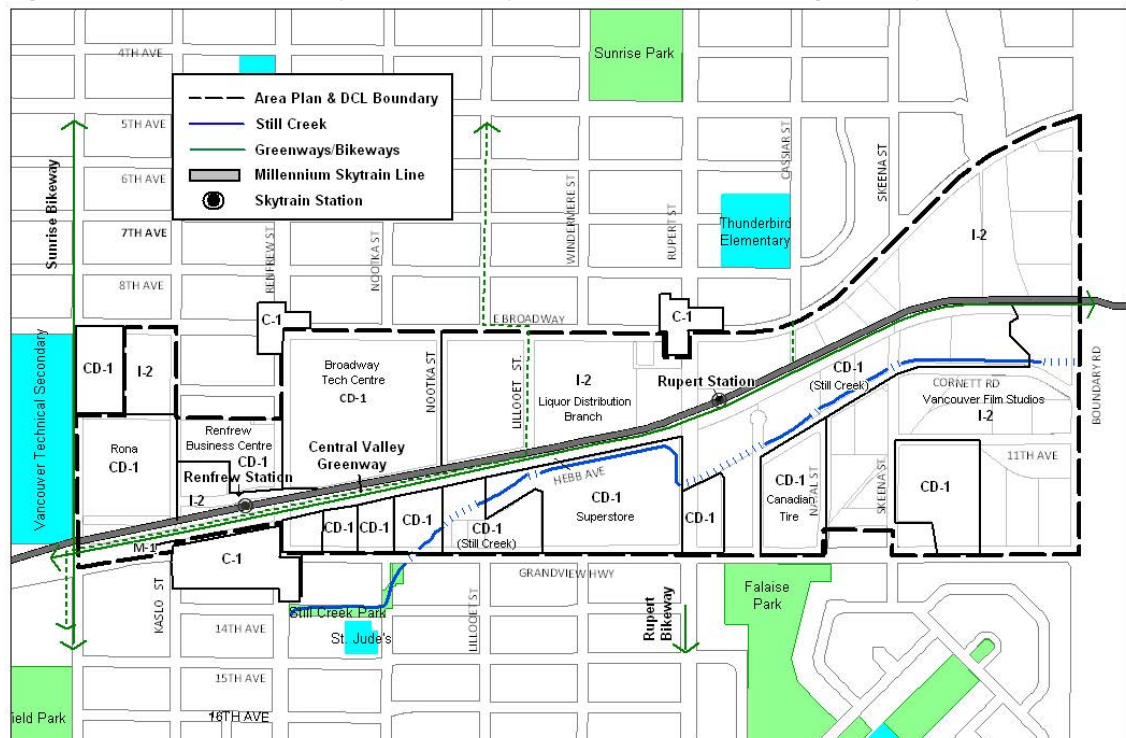 Sunrise Park
4TH AVE
Area Plan & DCL Boundary
Still Creek
Greenways/Bikeways
Millennium Skytrain Line
Skytrain Station
5TH AVE
6TH AVE
7TH AVE
8TH AVE
Sunrise Bikeway
RENFREW ST.
NOOTKA ST.
WINDERMERE ST
RUPERT ST.
CASSIAR ST
SKEENA ST
Thunderbird
Elementary
I-2
C-1
E BROADWAY
C-1
Vancouver Technical Secondary
CD-1
I-2
Broadway
Tech Centre
CD-1
NOOTKA ST
LILLOOET ST.
I-2
Liquor Distribution
Branch
Rupert Station
CD-1
(Still Creek)
CORNETT RD
Vancouver Film Studios
I-2
BOUNDARY RD
Rona
CD-1
Renfrew
Business Centre
CD-1
Renfrew Station
I-2
Central Valley
Greenway
HEBB AVE
11TH AVE
CD-1
CD-1
CD-1
CD-1
(Still Creek)
CD-1
Superstore
CD-1
CD-1
Canadian
Tire
SKEENA ST
CD-1
M-1
C-1
GRANDVIEW HWY
KASLO ST
Still Creek Park
St. Jude's
LILLOOET ST
Rupert
Bikeway
Falaise
Park
14TH AVE
15TH AVE
16TH AVE
ield Park